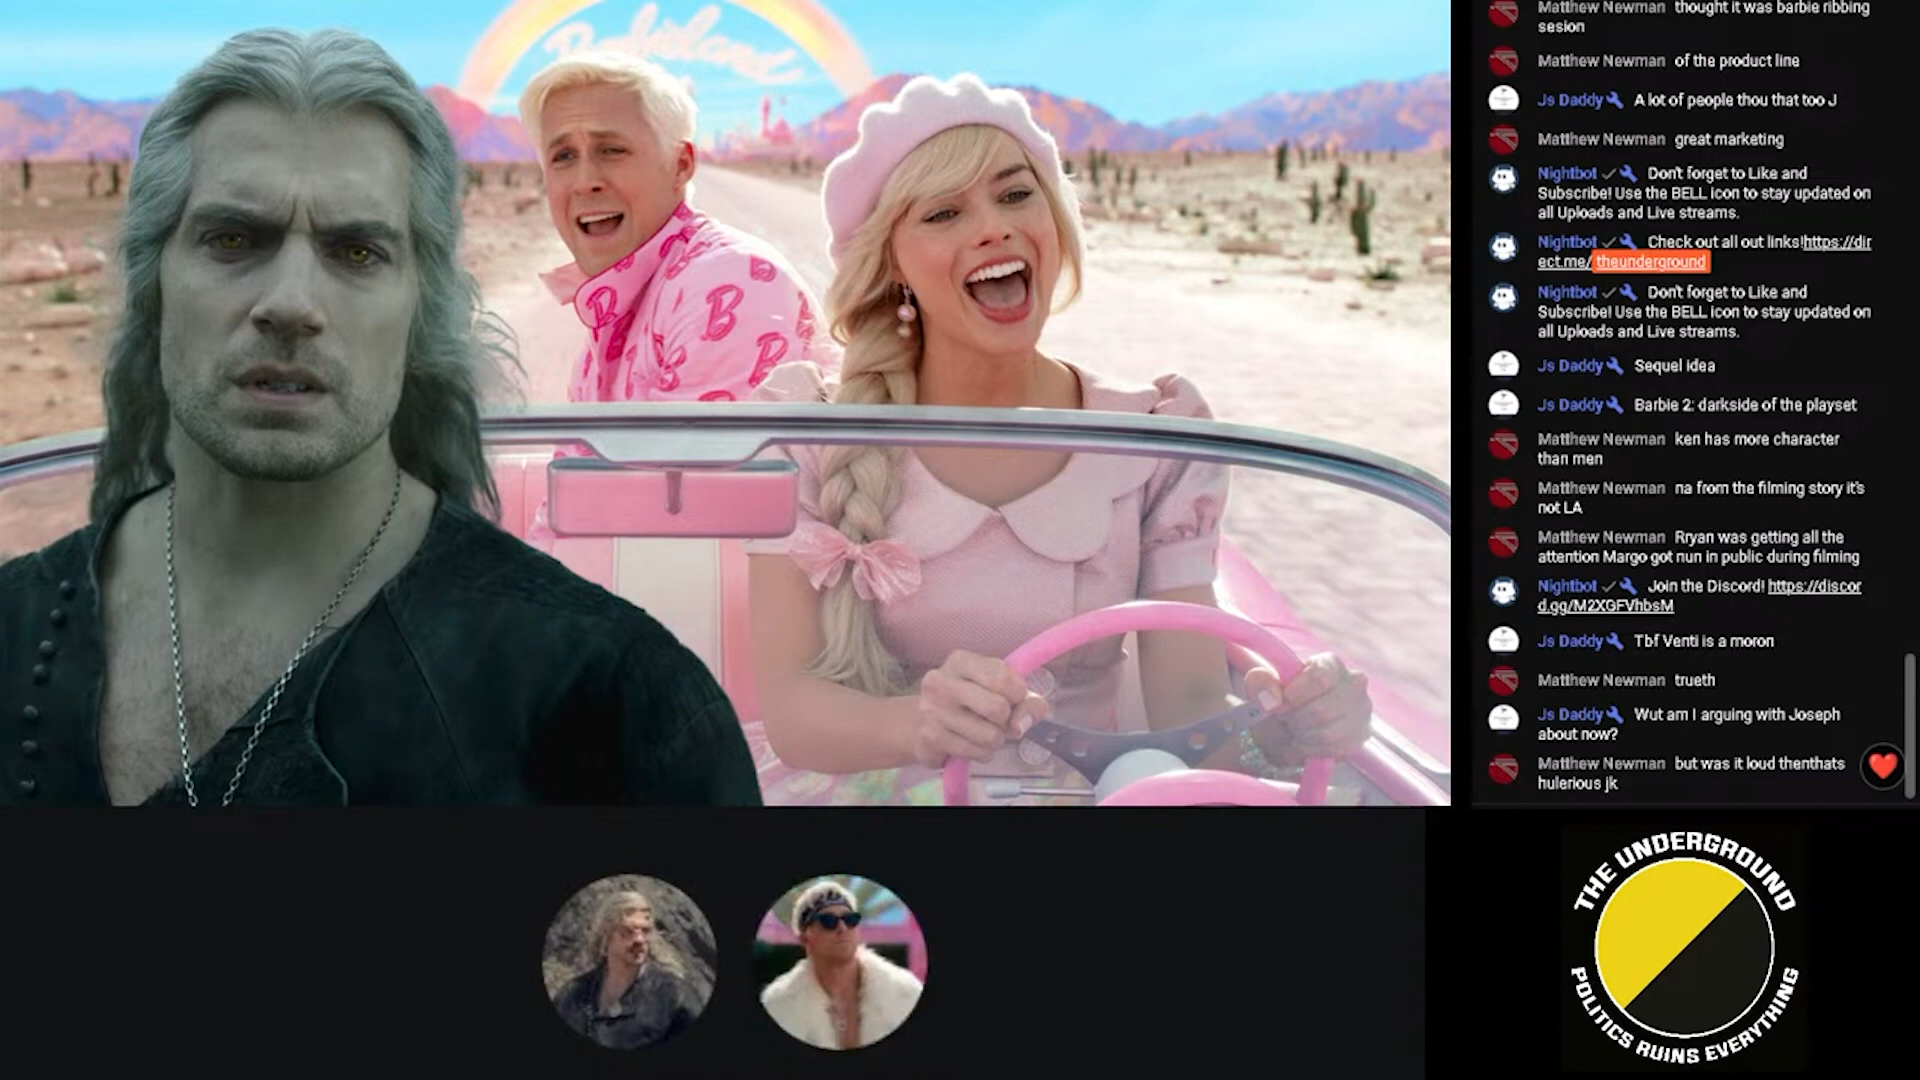 Barbieland
Matthew Newman thought it was barbie ribbing
sesion
Matthew Newman of the product line
Js Daddy A lot of people thou that too J
Matthew Newman great marketing
Nightbot Don't forget to Like and
Subscribe! Use the BELL icon to stay updated on
all Uploads and Live streams.
Nightbot Check out all out links!https://dir
ect.me/theunderground
Nightbot Don't forget to Like and
Subscribe! Use the BELL icon to stay updated on
all Uploads and Live streams.
Js Daddy Sequel idea
Js Daddy Barbie 2: darkside of the playset
Matthew Newman ken has more character
than men
Matthew Newman na from the filming story it's
not LA
Matthew Newman Rryan was getting all the
attention Margo got nun in public during filming
Nightbot Join the Discord! https://discor
d.gg/M2XGFVhbsM
Js Daddy Tbf Venti is a moron
Matthew Newman trueth
Js Daddy Wut am I arguing with Joseph
about now?
Matthew Newman but was it loud thenthats
hulerious jk
B B B
THE UNDERGROUND
POLITICS RUINS EVERYTHING